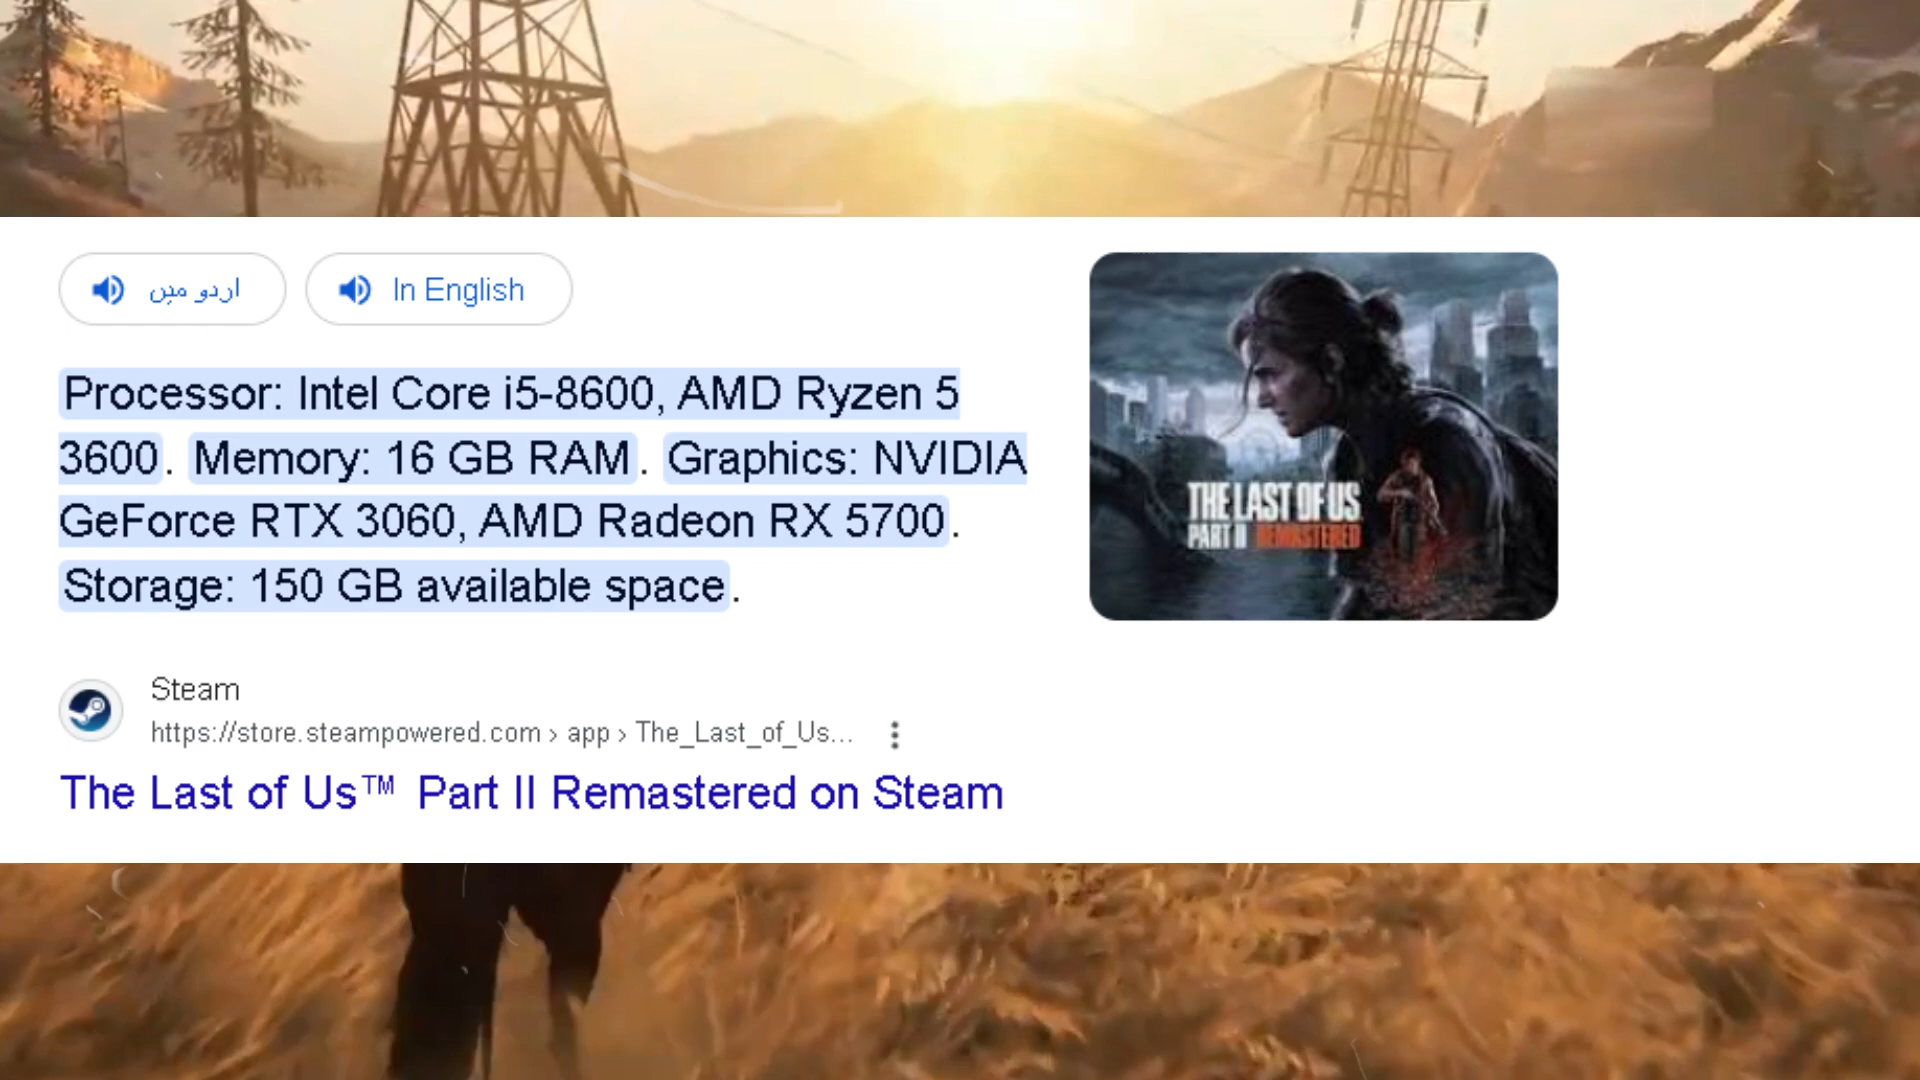 اردو میں
In English
Processor: Intel Core i5-8600, AMD Ryzen 5
3600. Memory: 16 GB RAM. Graphics: NVIDIA
GeForce RTX 3060, AMD Radeon RX 5700.
Storage: 150 GB available space.
THE LAST OF US
PART II REMASTERED
Steam
https://store.steampowered.com › app › The_Last_of_Us...
The Last of Us™ Part II Remastered on Steam